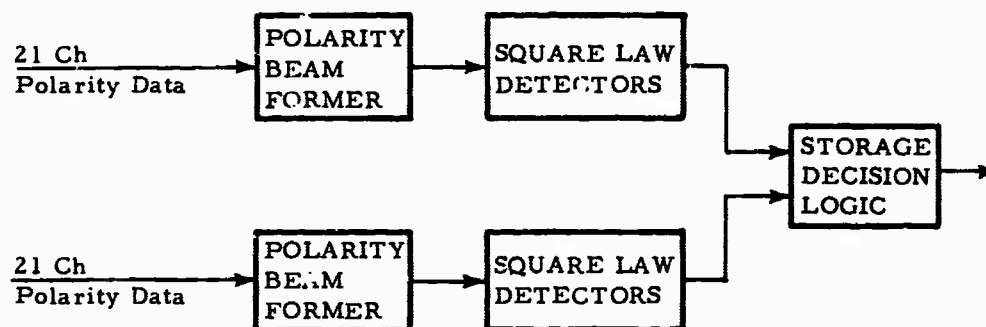 21 Ch
Polarity Data
POLARITY
BEAM
FORMER
SQUARE LAW
DETECTORS
STORAGE
DECISION
LOGIC
21 Ch
Polarity Data
POLARITY
BEAM
FORMER
SQUARE LAW
DETECTORS